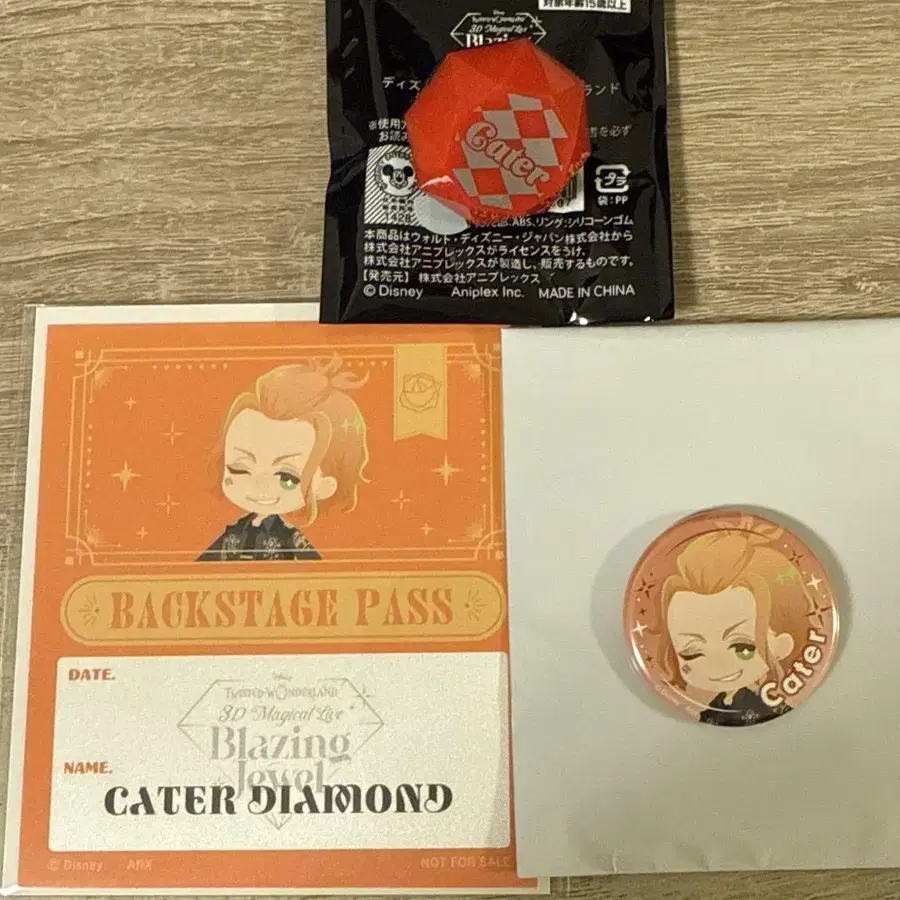 対象年齢15歳以上
Disney
TWISTED-WONDERLAND
3D Magical Live
Blazing
ディズ
ランド
※使用
を必ず
お読み
Cater
プラ
袋:PP
ABS、リング:シリコーンゴム
本商品はウォルト・ディズニー・ジャパン株式会社から
株式会社アニプレックスがライセンスをうけ、
株式会社アニプレックスが製造し、販売するものです。
【発売元】 株式会社アニプレックス
©Disney Aniplex Inc. MADE IN CHINA
BACKSTAGE PASS
DATE.
Disney
TWISTED-WONDERLAND
3D Magical Live
Blazing
Jewel
NAME.
CATER DIAMOND
© Disney ANX NOT FOR SALE
Cater
©Disney